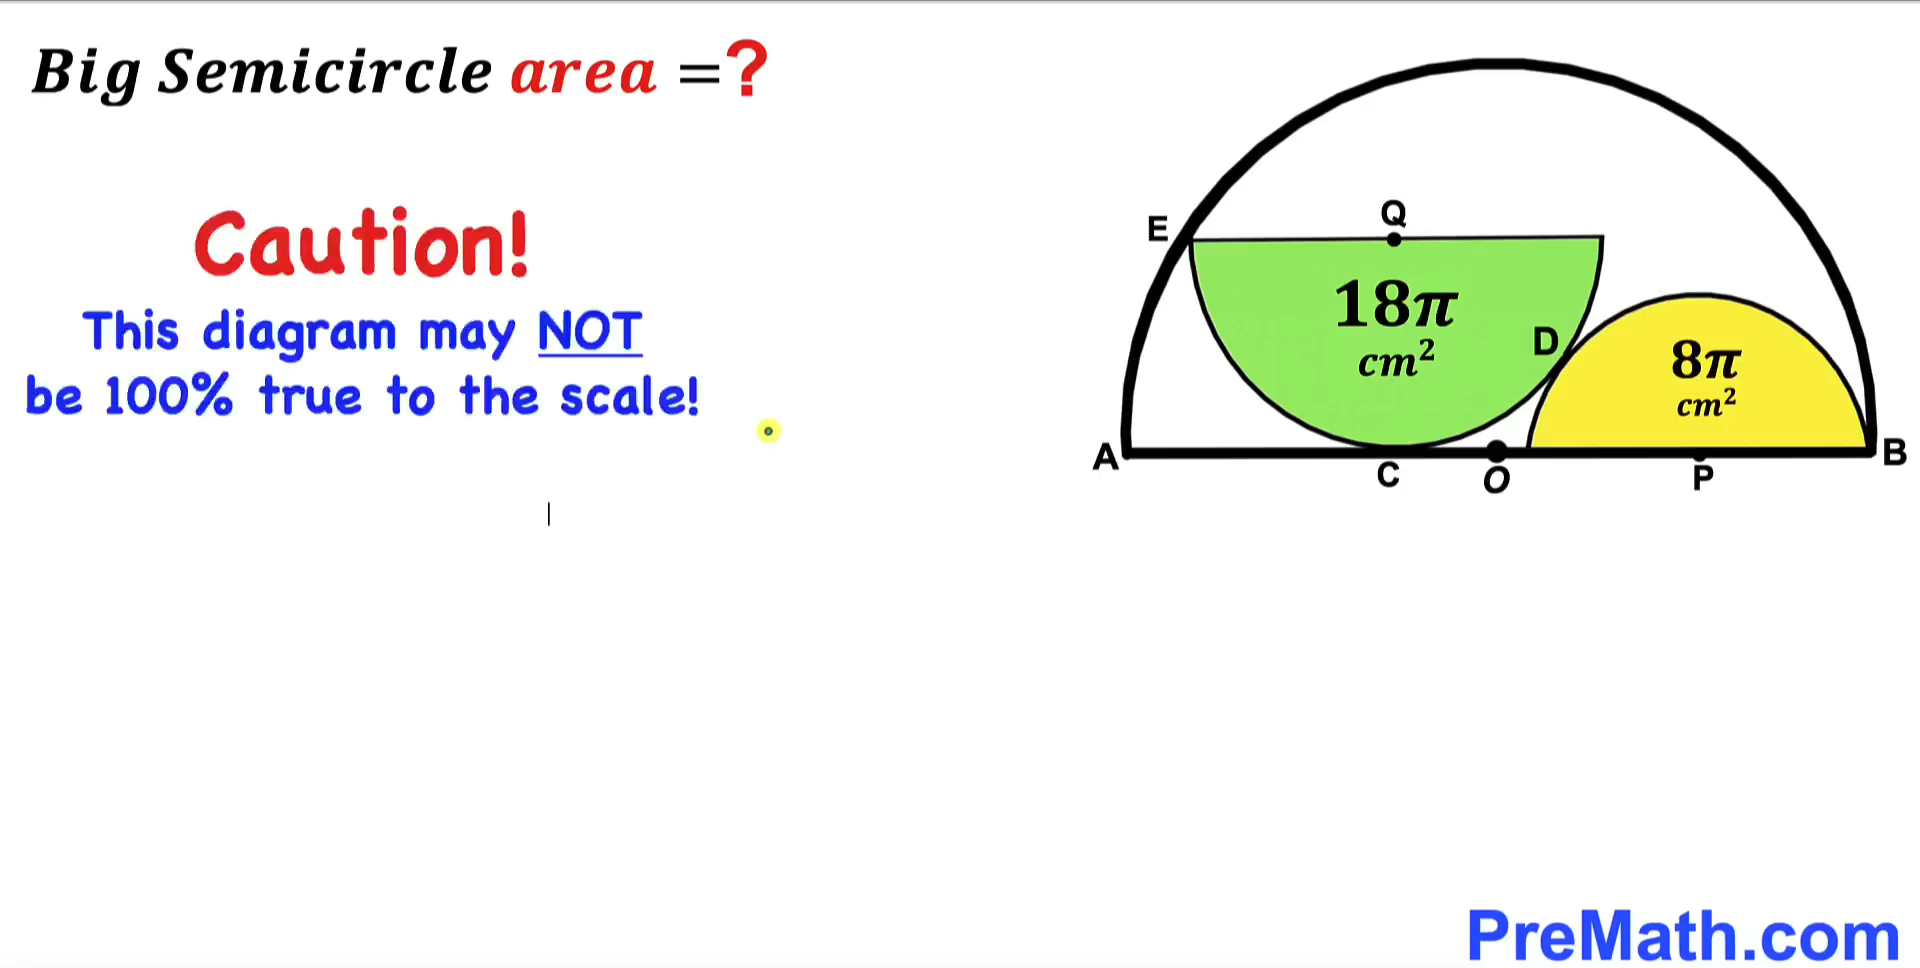 Big Semicircle area =?
Caution!
This diagram may NOT
be 100% true to the scale!
E
Q
18π
cm²
D
8π
cm²
A
C
O
P
B
PreMath.com